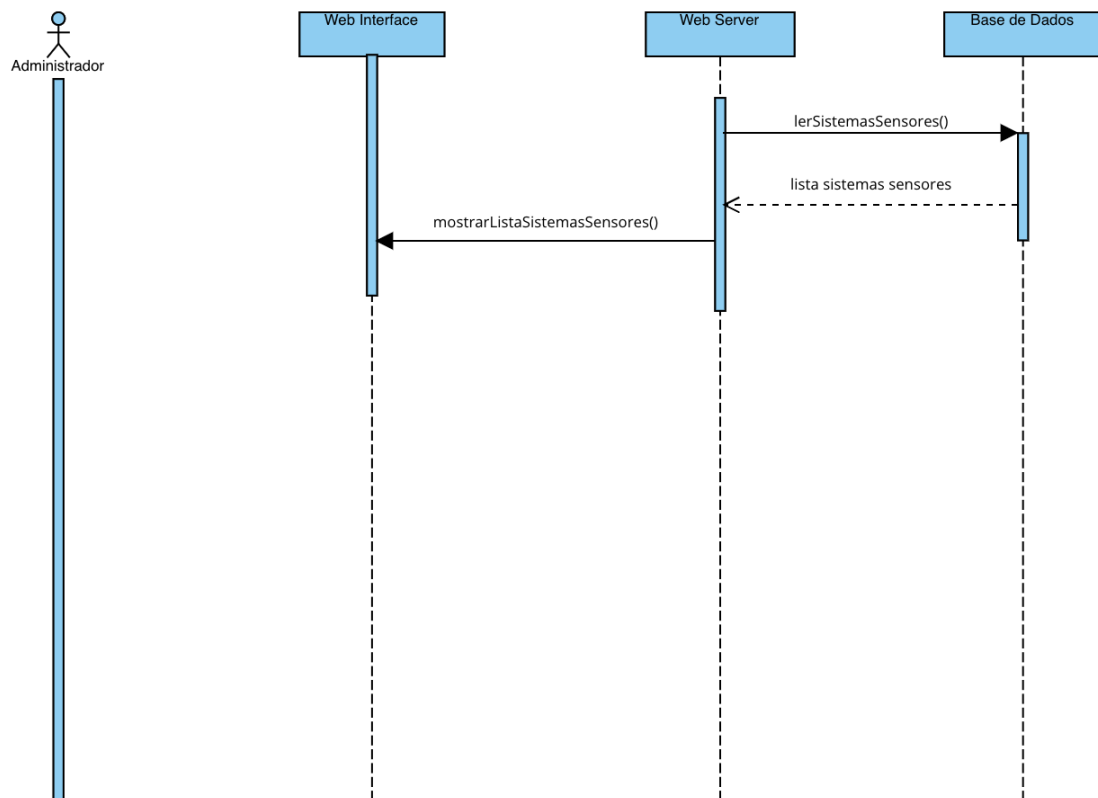 Web Interface
Web Server
Base de Dados
Administrador
lerSistemasSensores()
lista sistemas sensores
mostrarListaSistemasSensores()